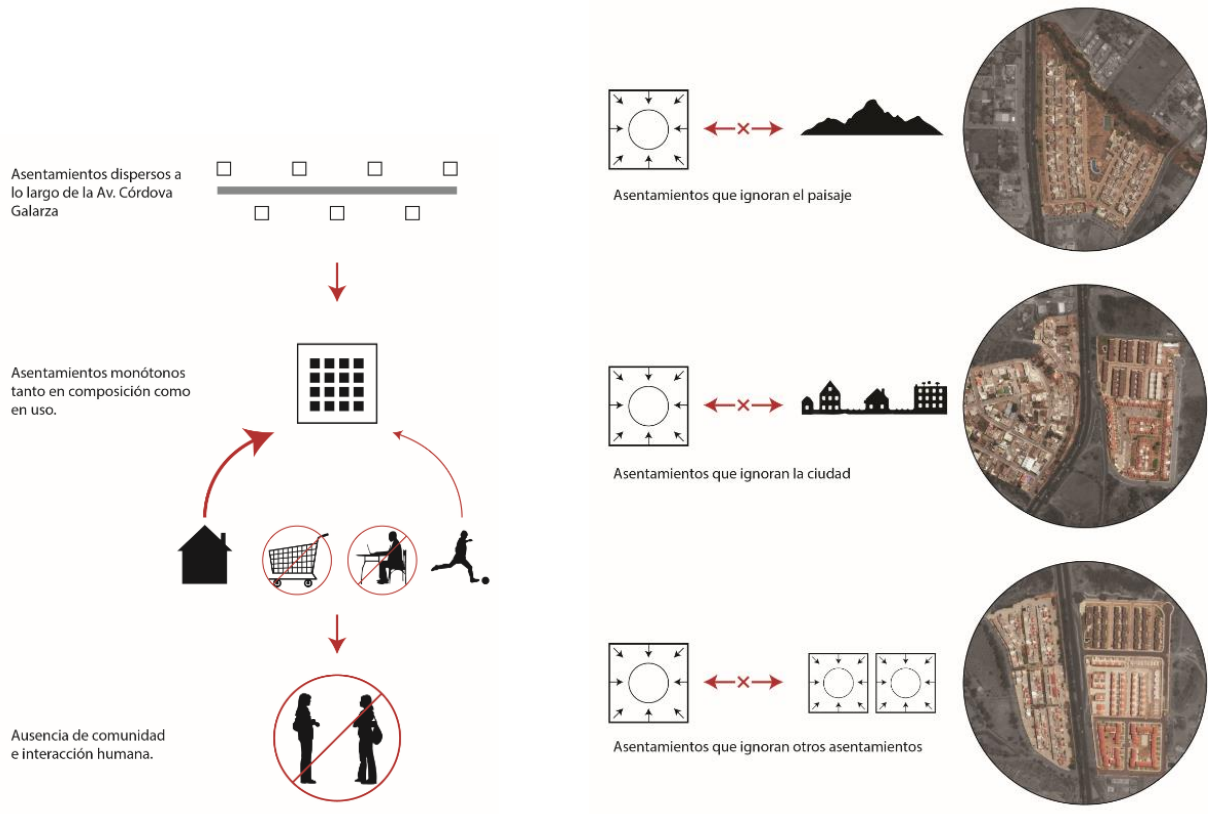 Asentamientos dispersos a
lo largo de la Av. Córdova
Galarza
Asentamientos monótonos
tanto en composición como
en uso.
Ausencia de comunidad
e interacción humana.
Asentamientos que ignoran el paisaje
Asentamientos que ignoran la ciudad
Asentamientos que ignoran otros asentamientos